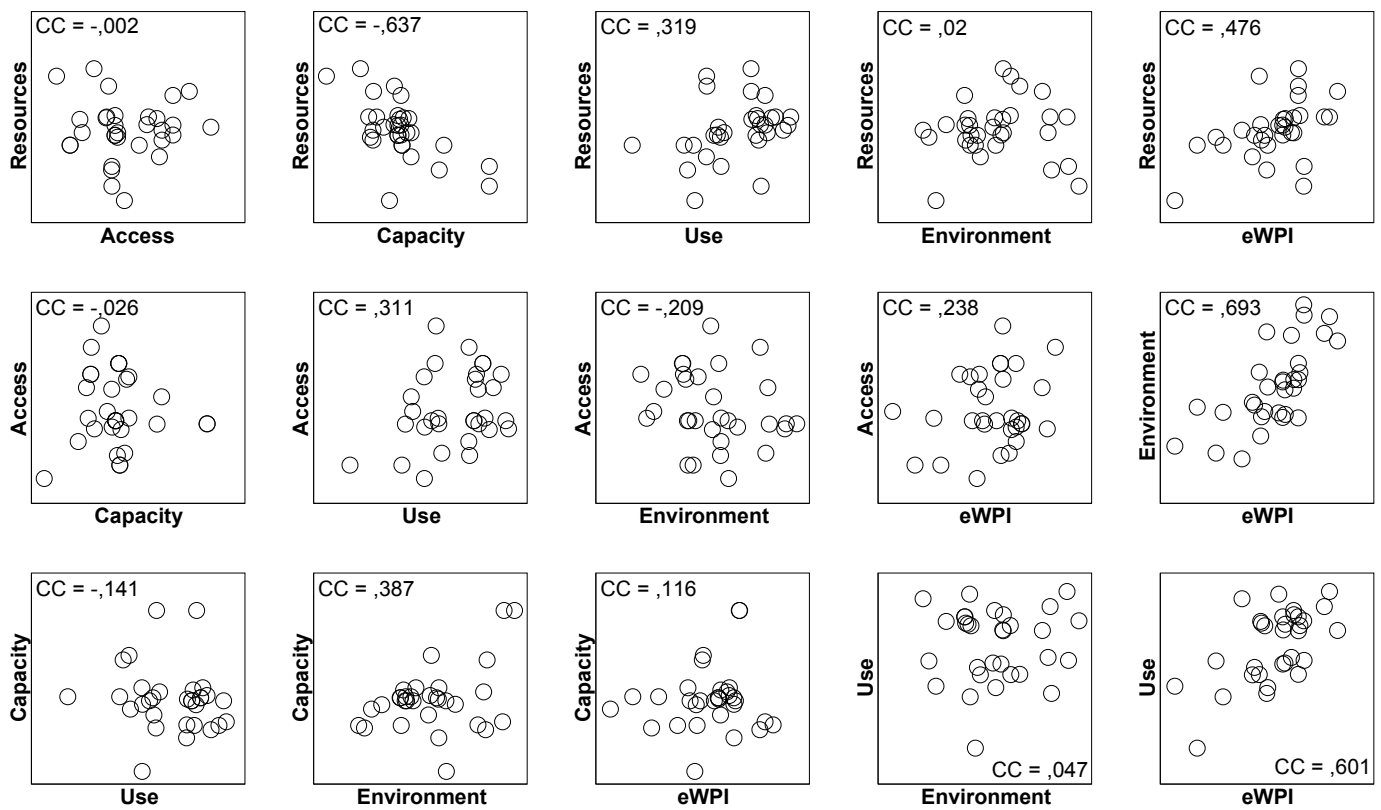 CC = -,002
Resources
Access
CC = -,637
Resources
Capacity
CC = ,319
Resources
Use
CC = ,02
Resources
Environment
CC = ,476
Resources
eWPI
CC = -,026
Access
Capacity
CC = ,311
Access
Use
CC = -,209
Access
Environment
CC = ,238
Access
eWPI
CC = ,693
Environment
eWPI
CC = -,141
Capacity
Use
CC = ,387
Capacity
Environment
CC = ,116
Capacity
eWPI
Use
CC = ,047
Environment
Use
CC = ,601
eWPI